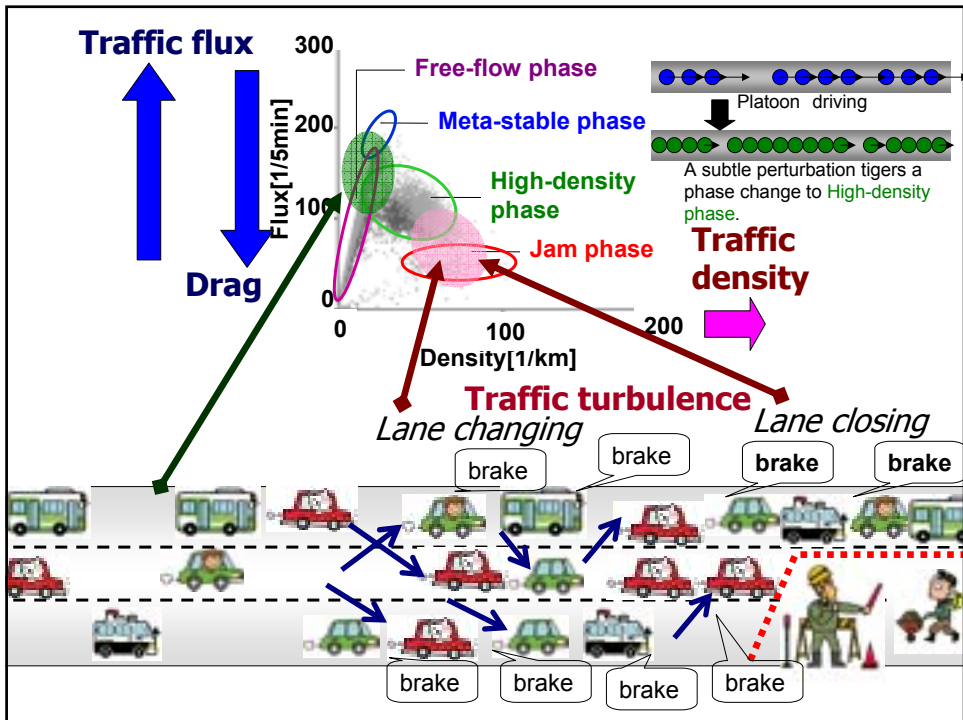 Traffic flux
Drag
300
200
100
0
Flux[1/5min]
0
100
200
Density[1/km]
Free-flow phase
Meta-stable phase
High-density
phase
Jam phase
Platoon driving
A subtle perturbation tigers a
phase change to High-density
phase.
Traffic
density
Traffic turbulence
Lane changing
Lane closing
brake
brake
brake
brake
brake
brake
brake
brake